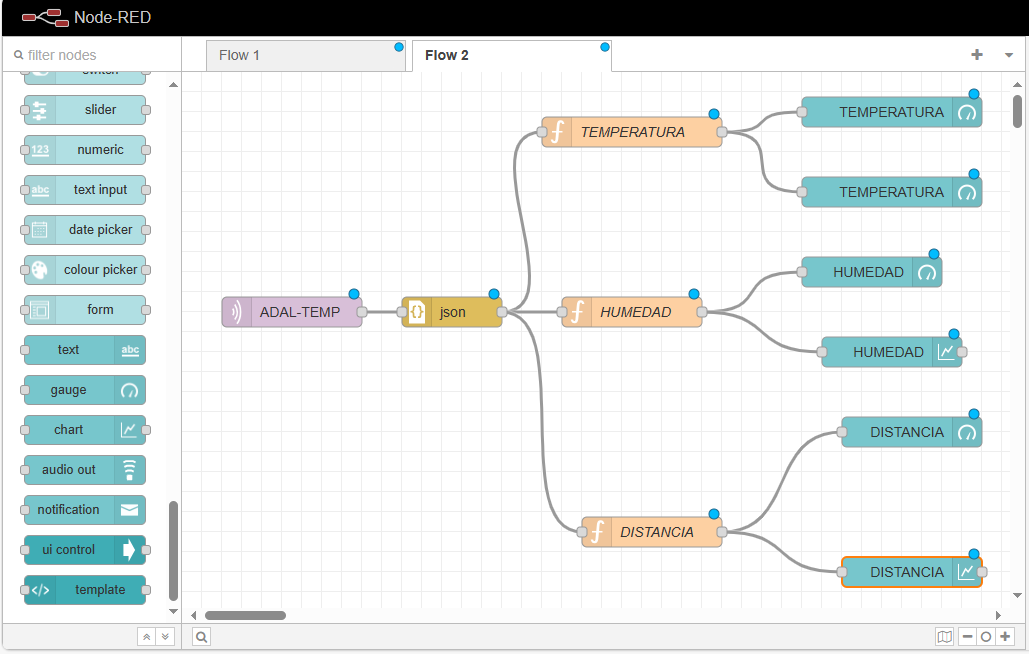 Node-RED
filter nodes
Flow 1
Flow 2
switch
slider
123
numeric
abc
text input
date picker
colour picker
form
text
abc
gauge
chart
audio out
notification
ui control
template
TEMPERATURA
TEMPERATURA
TEMPERATURA
HUMEDAD
ADAL-TEMP
json
HUMEDAD
HUMEDAD
DISTANCIA
DISTANCIA
DISTANCIA